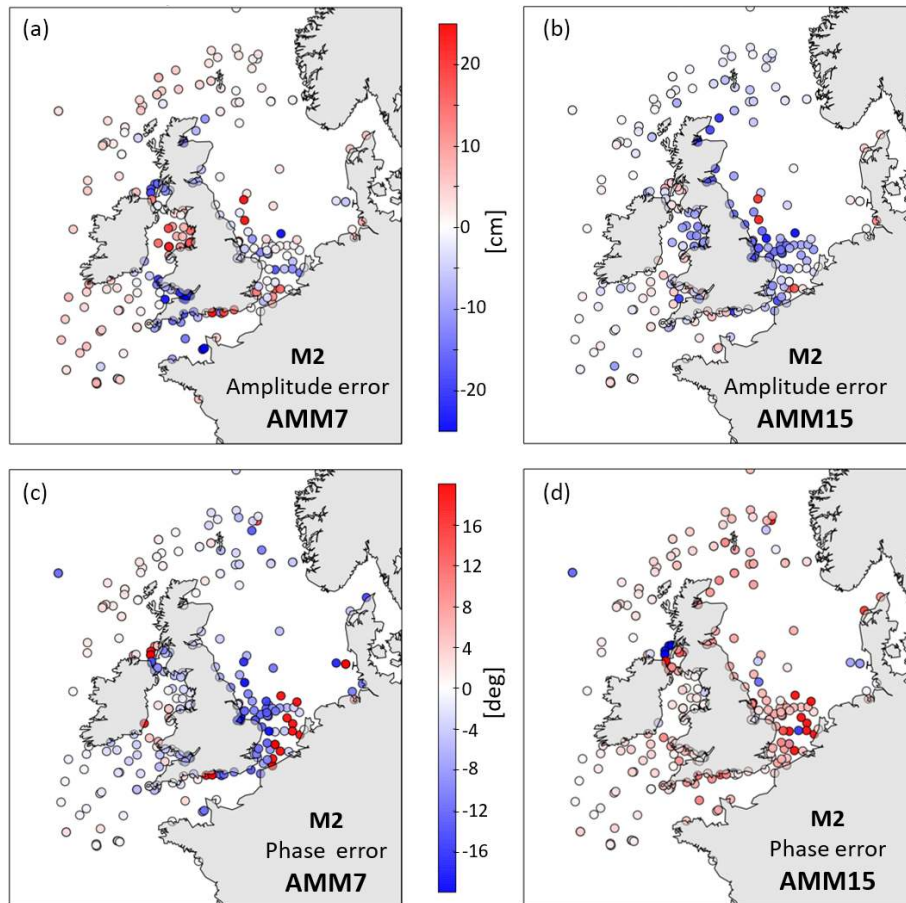 (a)
M2
Amplitude error
AMM7
20
10
0
-10
-20
[cm]
(b)
M2
Amplitude error
AMM15
(c)
M2
Phase error
AMM7
16
12
8
4
0
-4
-8
-12
-16
[deg]
(d)
M2
Phase error
AMM15